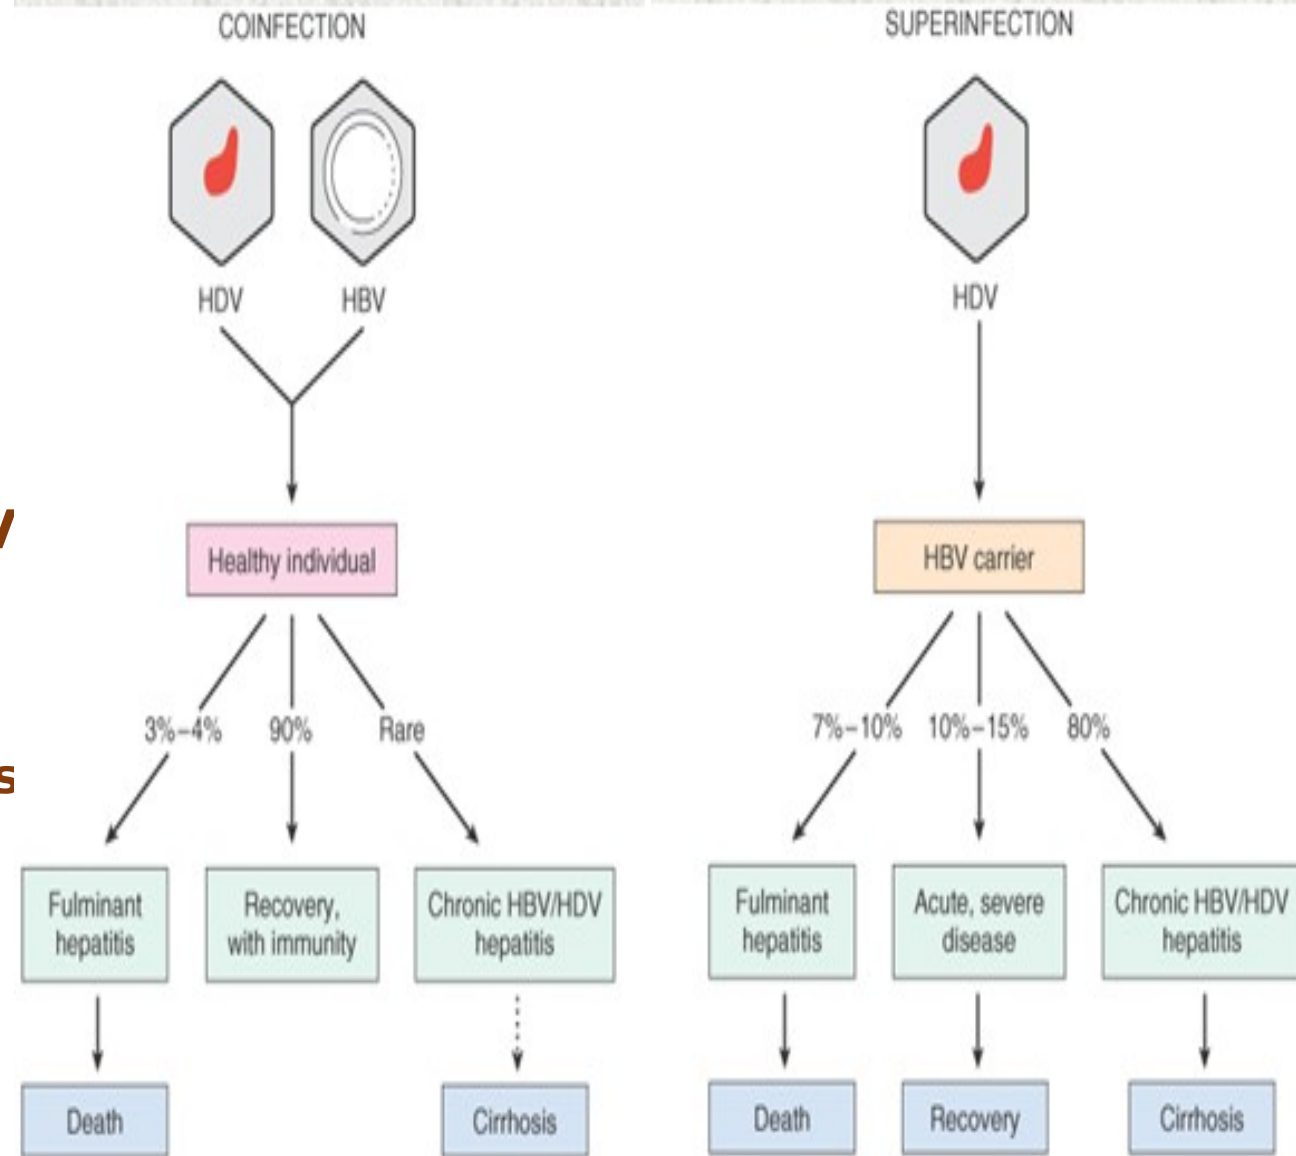 COINFECTION
HDV
HBV
Healthy individual
3%–4%
90%
Rare
Fulminant
hepatitis
Recovery,
with immunity
Chronic HBV/HDV
hepatitis
Death
Cirrhosis
SUPERINFECTION
HDV
HBV carrier
7%–10%
10%–15%
80%
Fulminant
hepatitis
Acute, severe
disease
Chronic HBV/HDV
hepatitis
Death
Recovery
Cirrhosis